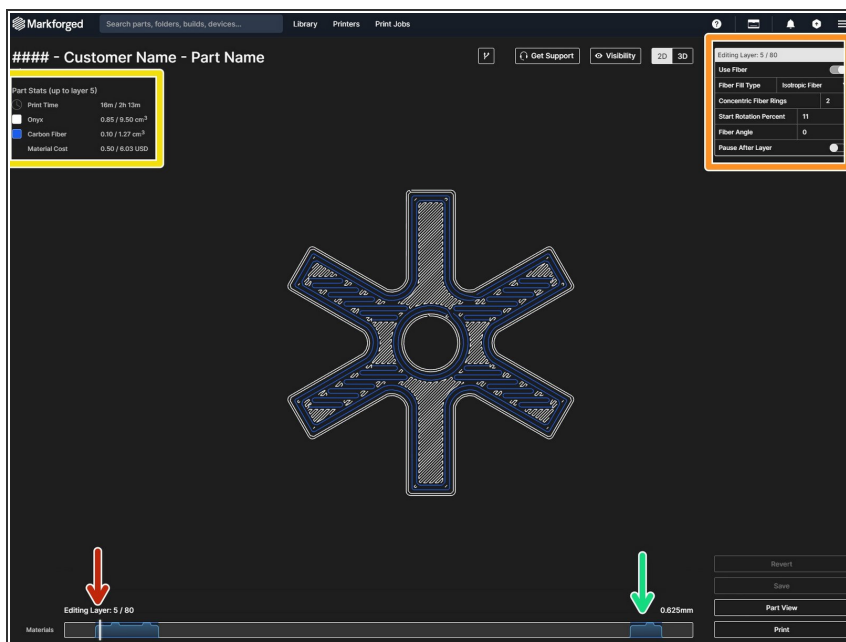 Markforged
Search parts, folders, builds, devices...
Library
Printers
Print Jobs
#### - Customer Name - Part Name
Get Support
Visibility
2D
3D
Part Stats (up to layer 5)
Print Time 16m / 2h 13m
Onyx 0.85 / 9.50 cm³
Carbon Fiber 0.10 / 1.27 cm³
Material Cost 0.50 / 6.03 USD
Editing Layer: 5 / 80
Use Fiber
Fiber Fill Type Isotropic Fiber
Concentric Fiber Rings 2
Start Rotation Percent 11
Fiber Angle 0
Pause After Layer
Revert
Save
Part View
Print
Editing Layer: 5 / 80
0.625mm
Materials